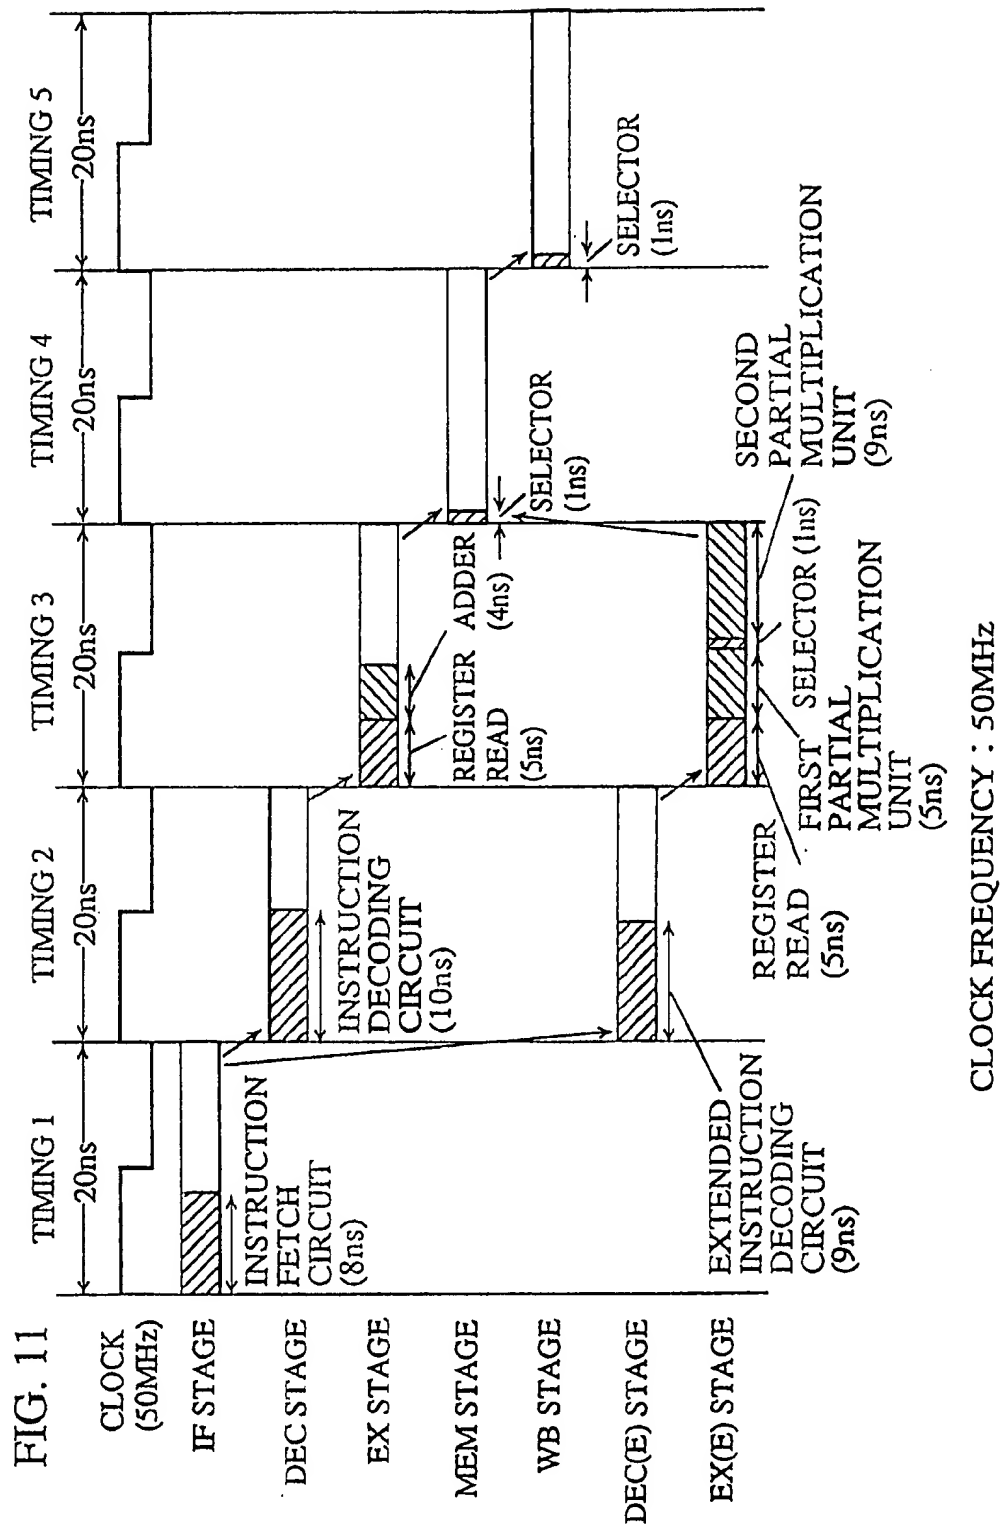 FIG. 11
TIMING 1
TIMING 2
TIMING 3
TIMING 4
TIMING 5
20ns
20ns
20ns
20ns
20ns
CLOCK
(50MHz)
IF STAGE
INSTRUCTION
FETCH
CIRCUIT
(8ns)
DEC STAGE
INSTRUCTION
DECODING
CIRCUIT
(10ns)
EX STAGE
REGISTER
READ
(5ns)
ADDER
(4ns)
MEM STAGE
SELECTOR
(1ns)
WB STAGE
SELECTOR
(1ns)
DEC(E) STAGE
EXTENDED
INSTRUCTION
DECODING
CIRCUIT
(9ns)
EX(E) STAGE
REGISTER
READ
(5ns)
FIRST
PARTIAL
MULTIPLICATION
UNIT
(5ns)
SELECTOR (1ns)
SECOND
PARTIAL
MULTIPLICATION
UNIT
(9ns)
CLOCK FREQUENCY : 50MHz